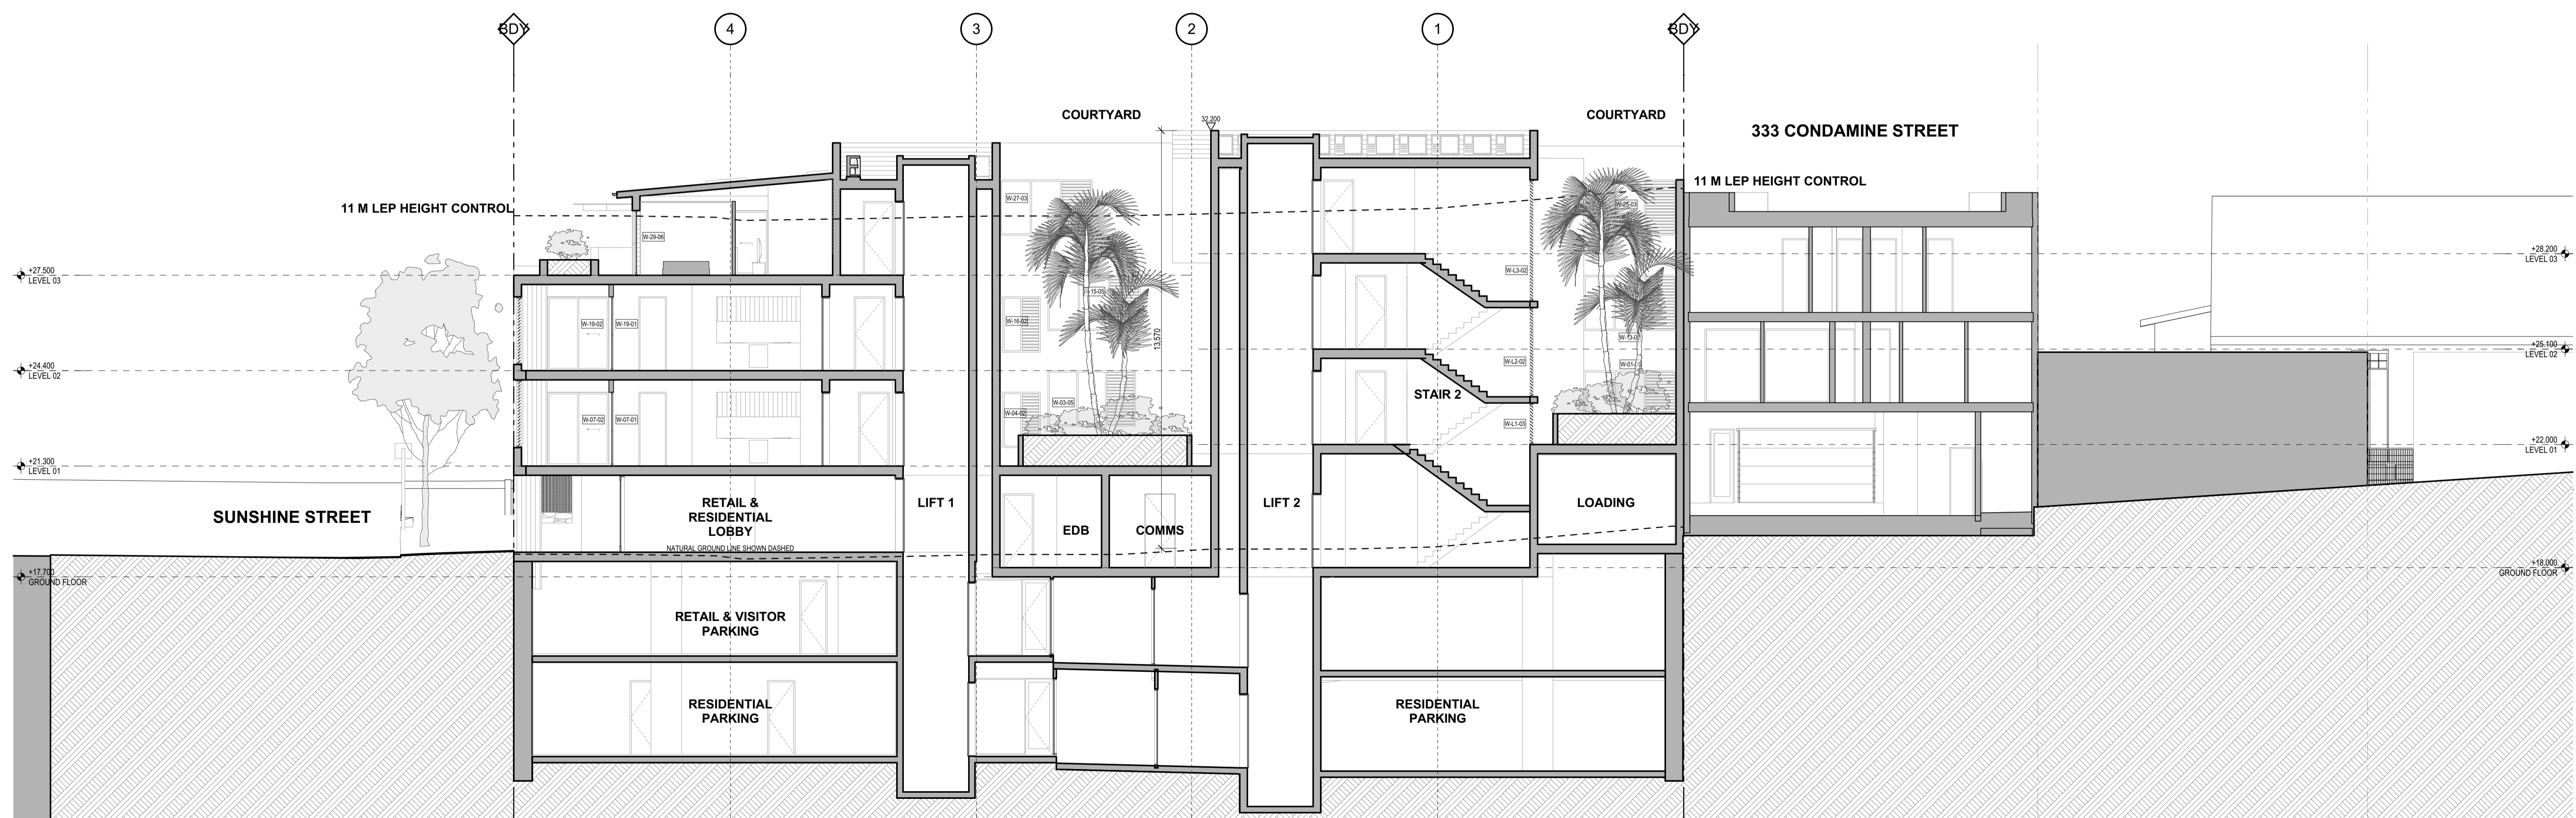 BDY
4
3
2
1
BDY
COURTYARD
COURTYARD
32,200
333 CONDAMINE STREET
11 M LEP HEIGHT CONTROL
11 M LEP HEIGHT CONTROL
W-27-03
W-25-03
W-29-06
+27.500
LEVEL 03
+28.200
LEVEL 03
W-L3-02
W-15-05
W-19-02
W-19-01
W-16-02
13,570
+24.400
LEVEL 02
+25.100
LEVEL 02
W-L2-02
STAIR 2
W-07-02
W-07-01
W-04-02
W-03-05
W-L1-03
+21.300
LEVEL 01
+22.000
LEVEL 01
SUNSHINE STREET
RETAIL &
RESIDENTIAL
LOBBY
LIFT 1
EDB
COMMS
LIFT 2
LOADING
NATURAL GROUND LINE SHOWN DASHED
+17.700
GROUND FLOOR
+18.000
GROUND FLOOR
RETAIL & VISITOR
PARKING
RESIDENTIAL
PARKING
RESIDENTIAL
PARKING